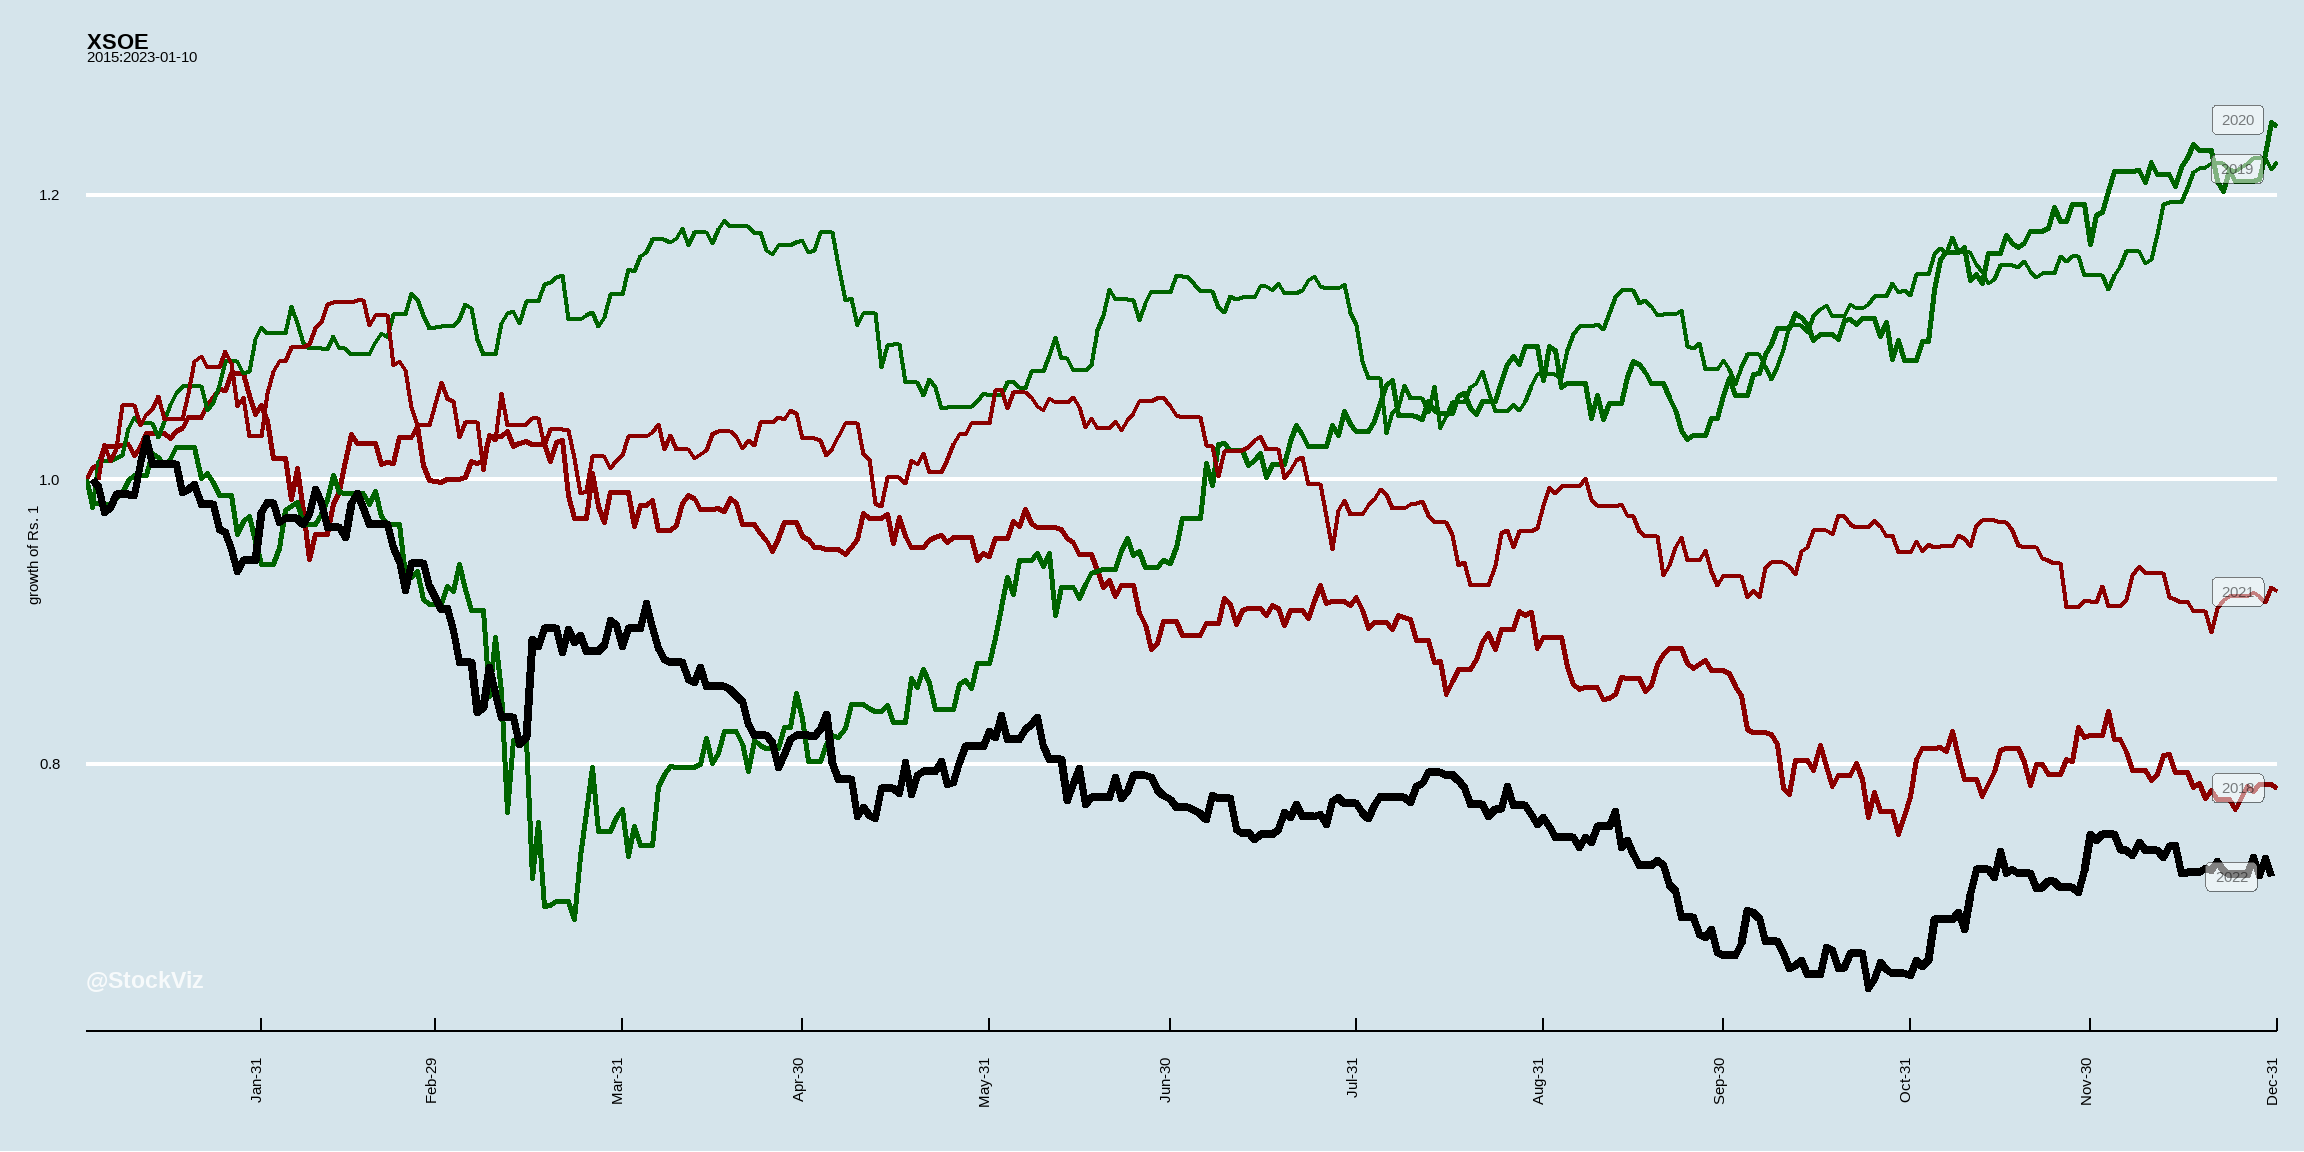 XSOE
2015:2023-01-10
2020
1.2
2019
1.0
growth of Rs. 1
2021
0.8
2018
2022
@StockViz
Jan-31
Feb-29
Mar-31
Apr-30
May-31
Jun-30
Jul-31
Aug-31
Sep-30
Oct-31
Nov-30
Dec-31